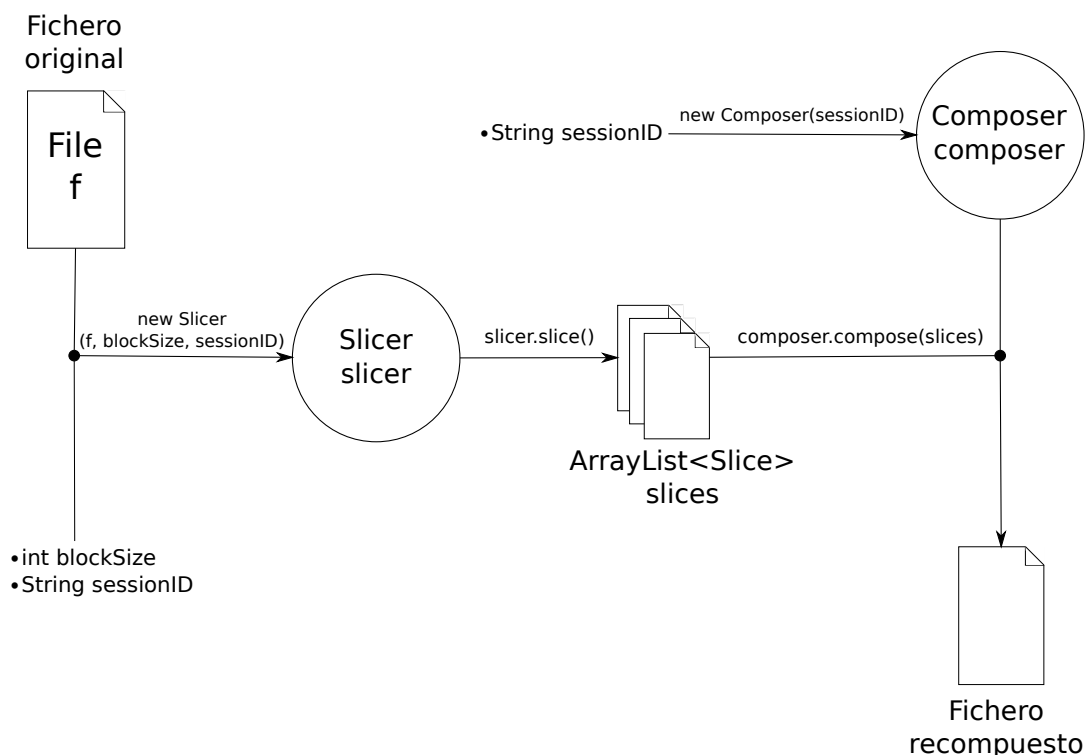 Fichero
original
File
f
•String sessionID
new Composer(sessionID)
Composer
composer
new Slicer
(f, blockSize, sessionID)
Slicer
slicer
slicer.slice()
composer.compose(slices)
ArrayList<Slice>
slices
•int blockSize
•String sessionID
Fichero
recompuesto